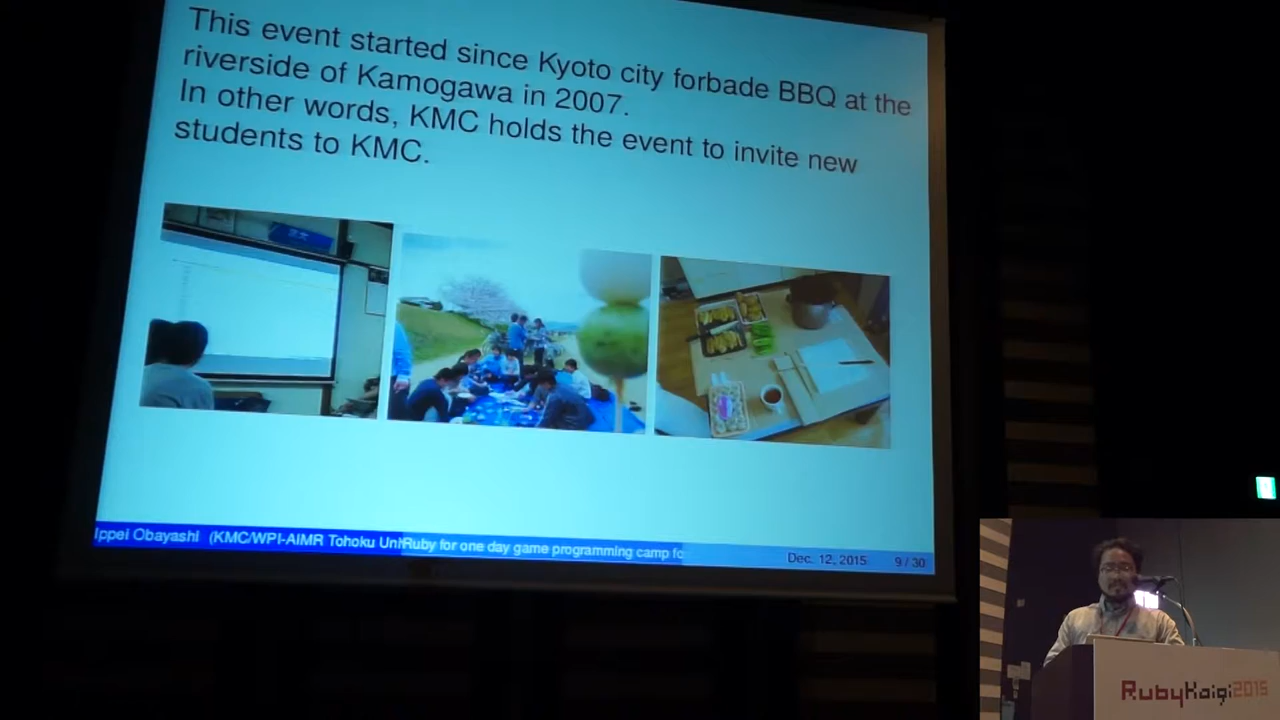 This event started since Kyoto city forbade BBQ at the
riverside of Kamogawa in 2007.
In other words, KMC holds the event to invite new
students to KMC.
Ippei Obayashi (KMC/WPI-AIMR Tohoku Uni
Ruby for one day game programming camp fo
Dec. 12, 2015
9 / 30
RubyKaigi2015